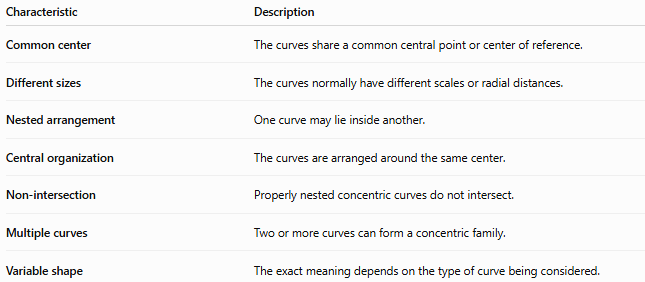 Characteristic Description
Common center The curves share a common central point or center of reference.
Different sizes The curves normally have different scales or radial distances.
Nested arrangement One curve may lie inside another.
Central organization The curves are arranged around the same center.
Non-intersection Properly nested concentric curves do not intersect.
Multiple curves Two or more curves can form a concentric family.
Variable shape The exact meaning depends on the type of curve being considered.